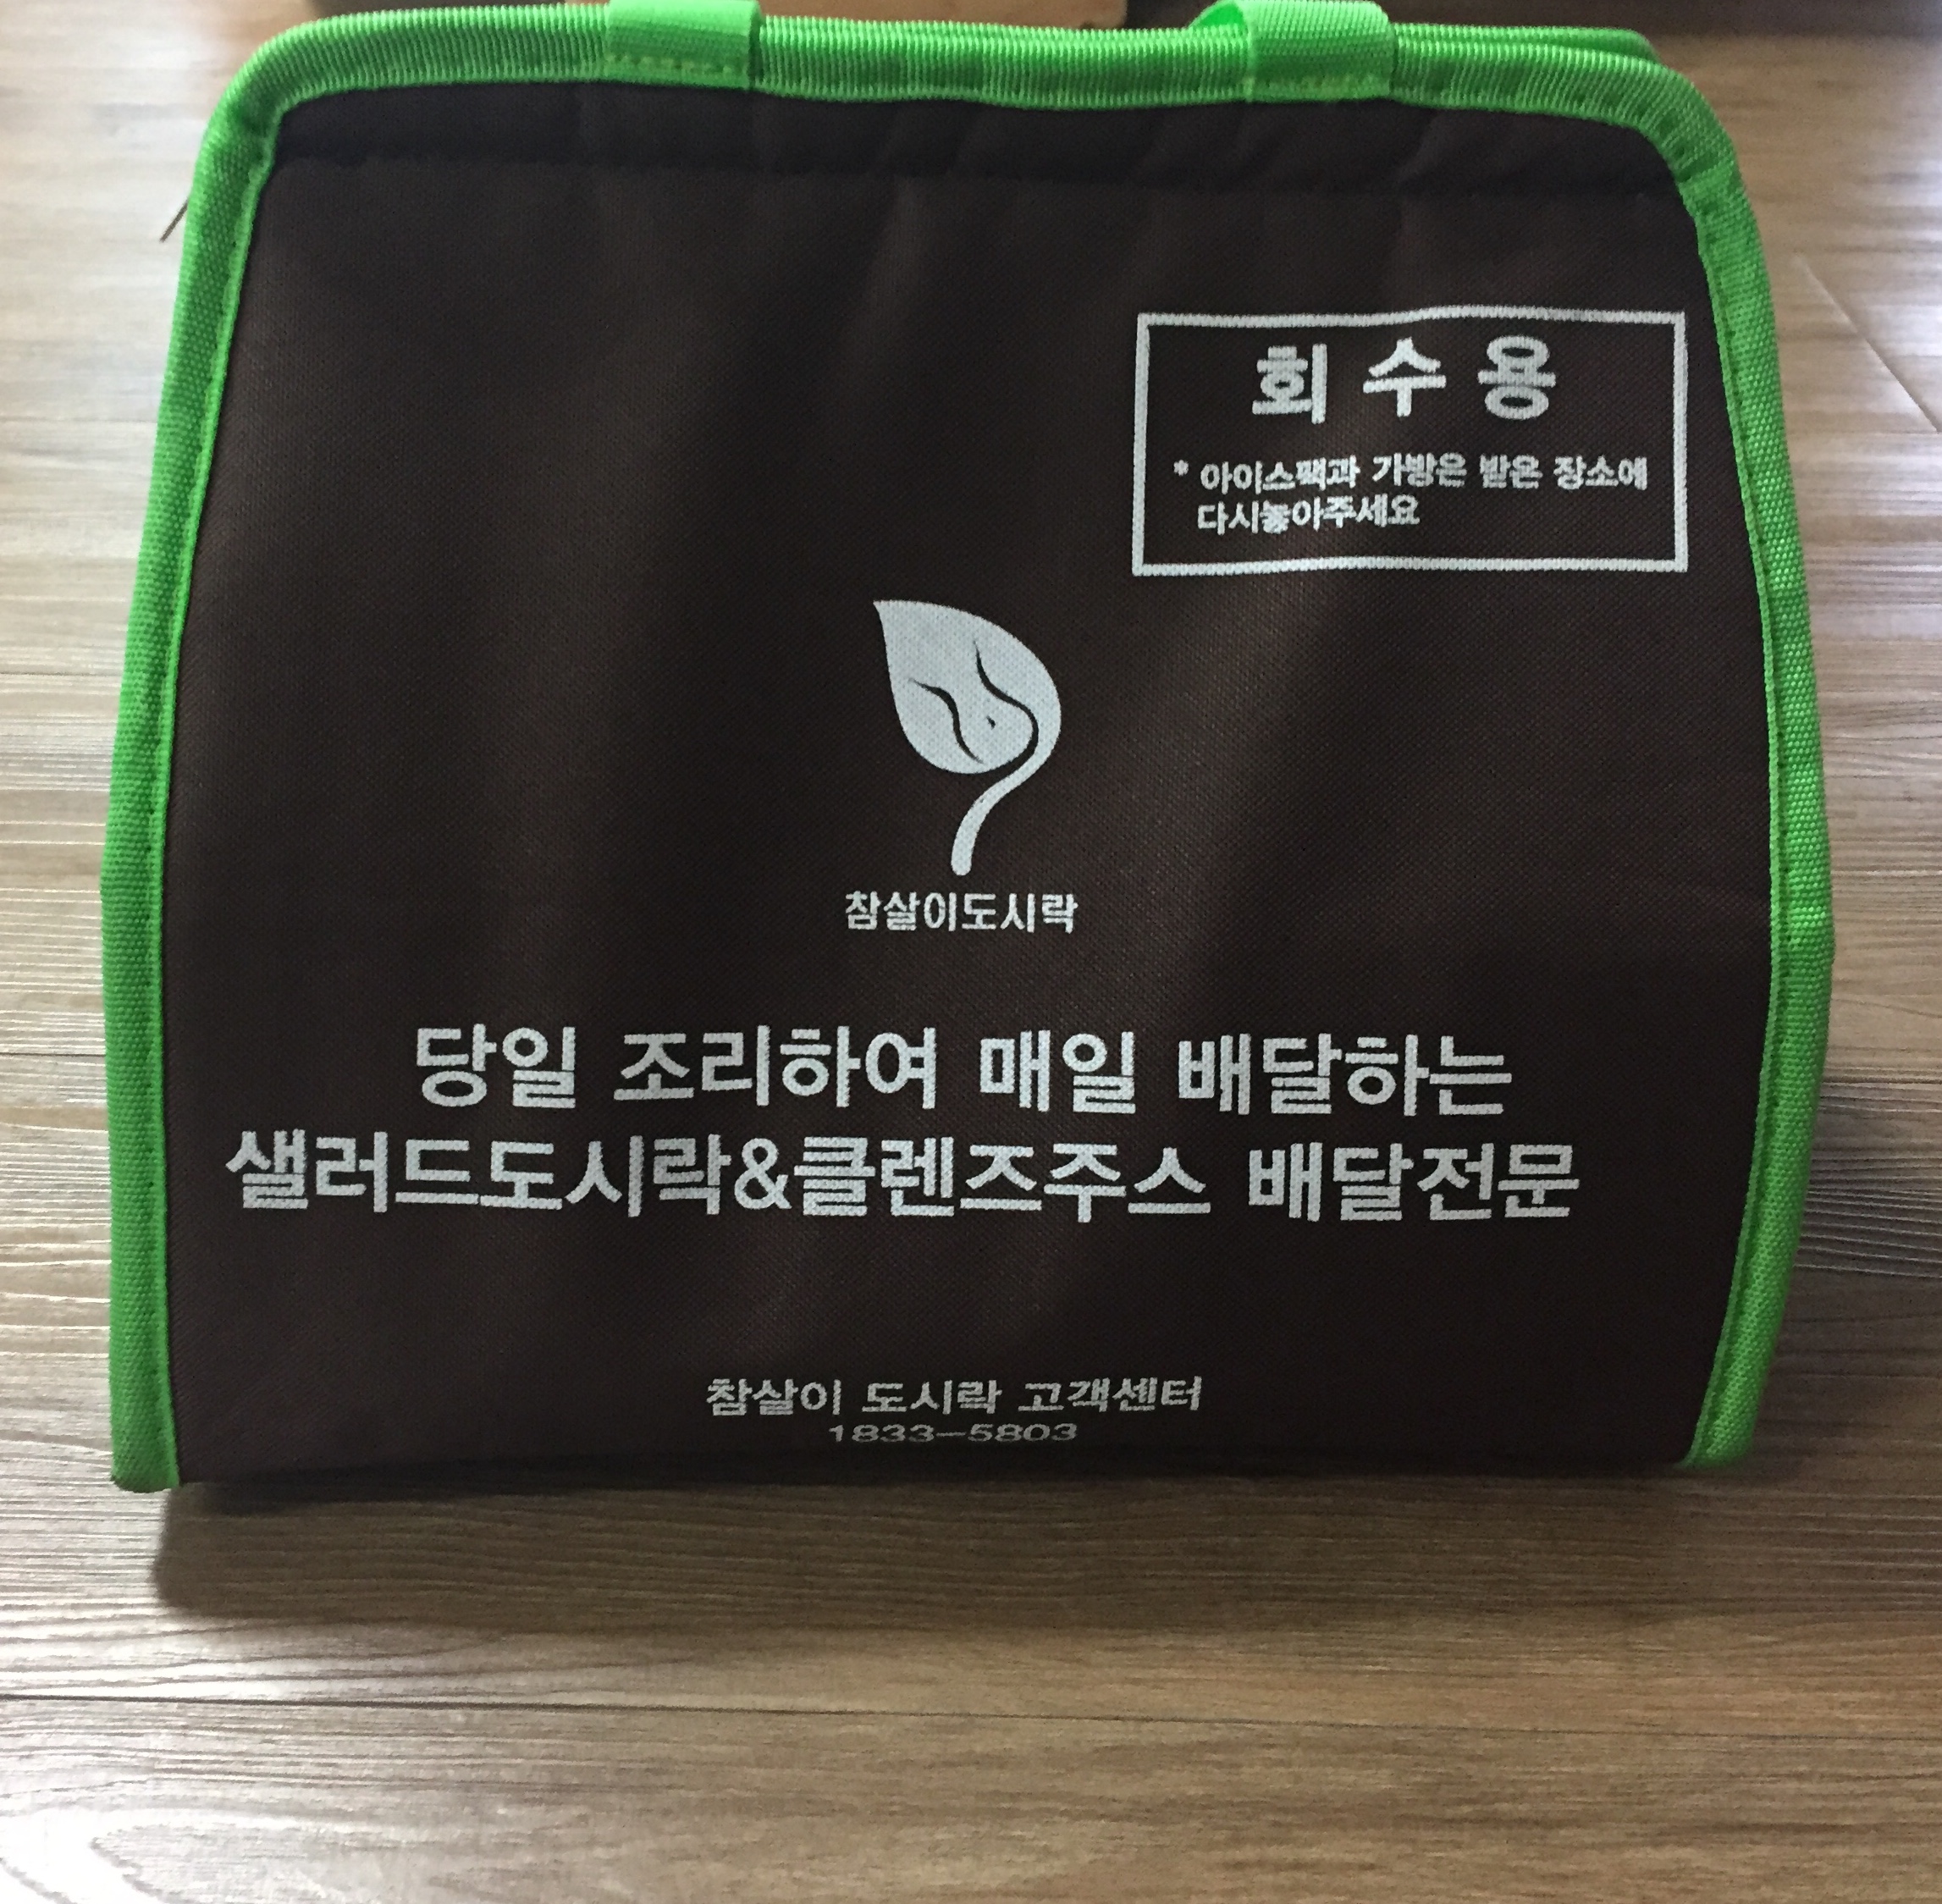 회수용
* 아이스팩과 가방은 받은 장소에
다시놓아주세요
참살이도시락
당일 조리하여 매일 배달하는
샐러드도시락&클렌즈주스 배달전문
참살이 도시락 고객센터
1833-5803